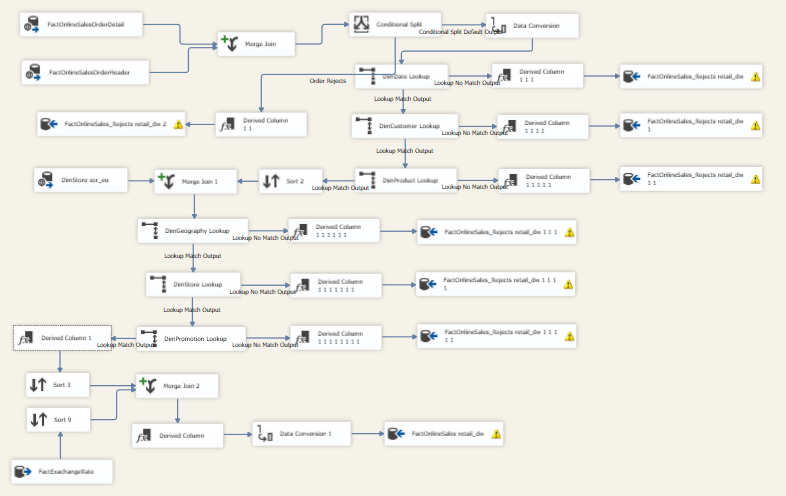 FactOnlineSalesOrderDetail
Conditional Split
Data Conversion
Conditional Split Default Output
Merge Join
FactOnlineSalesOrderHeader
Order Rejects
DimDate Lookup
Lookup No Match Output
Derived Column
1 1 1
FactOnlineSales_Rejects retail_dw
Lookup Match Output
FactOnlineSales_Rejects retail_dw 2
Derived Column
1 1
DimCustomer Lookup
Lookup No Match Output
Derived Column
1 1 1 1
FactOnlineSales_Rejects retail_dw
1
Lookup Match Output
DimStore sor_eu
Merge Join 1
Sort 2
Lookup Match Output
DimProduct Lookup
Lookup No Match Output
Derived Column
1 1 1 1 1
FactOnlineSales_Rejects retail_dw
1 1
DimGeography Lookup
Lookup No Match Output
Derived Column
1 1 1 1 1 1
FactOnlineSales_Rejects retail_dw 1 1 1
Lookup Match Output
DimStore Lookup
Lookup No Match Output
Derived Column
1 1 1 1 1 1 1
FactOnlineSales_Rejects retail_dw 1 1 1
1
Lookup Match Output
Derived Column 1
Lookup Match Output
DimPromotion Lookup
Lookup No Match Output
Derived Column
1 1 1 1 1 1 1 1
FactOnlineSales_Rejects retail_dw 1 1 1
1 1
Sort 3
Merge Join 2
Sort 9
Derived Column
Data Conversion 1
FactOnlineSales retail_dw
FactExachangeRate